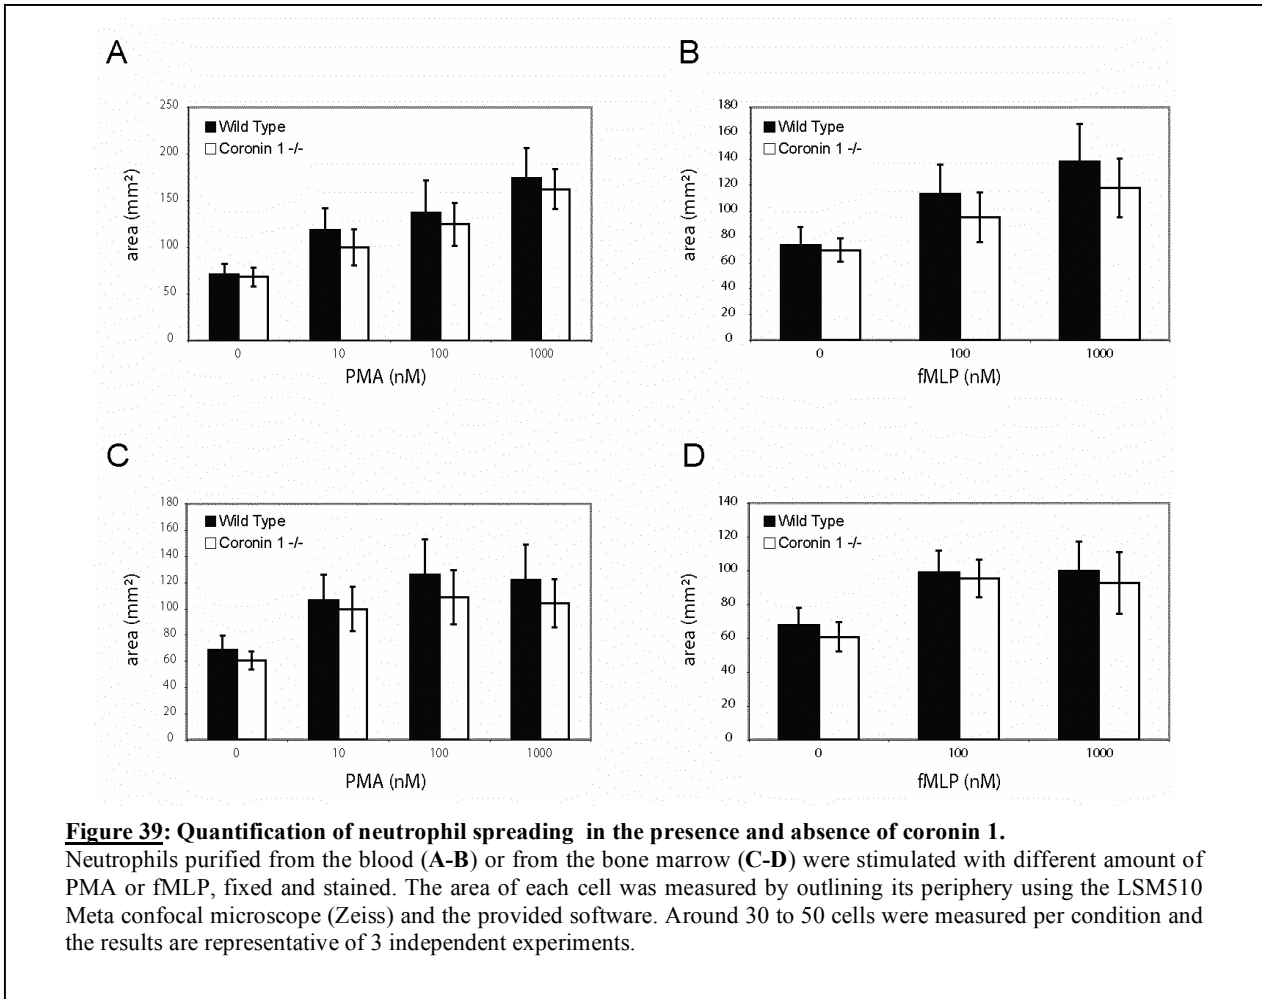 A
250
200
150
100
50
0
area (mm²)
Wild Type
Coronin 1 -/-
0 10 100 1000
PMA (nM)
B
180
160
140
120
100
80
60
40
20
0
area (mm²)
Wild Type
Coronin 1 -/-
0 100 1000
fMLP (nM)
C
180
160
140
120
100
80
60
40
20
0
area (mm²)
Wild Type
Coronin 1 -/-
0 10 100 1000
PMA (nM)
D
140
120
100
80
60
40
20
0
area (mm²)
Wild Type
Coronin 1 -/-
0 100 1000
fMLP (nM)
Figure 39: Quantification of neutrophil spreading in the presence and absence of coronin 1.
Neutrophils purified from the blood (A-B) or from the bone marrow (C-D) were stimulated with different amount of
PMA or fMLP, fixed and stained. The area of each cell was measured by outlining its periphery using the LSM510
Meta confocal microscope (Zeiss) and the provided software. Around 30 to 50 cells were measured per condition and
the results are representative of 3 independent experiments.